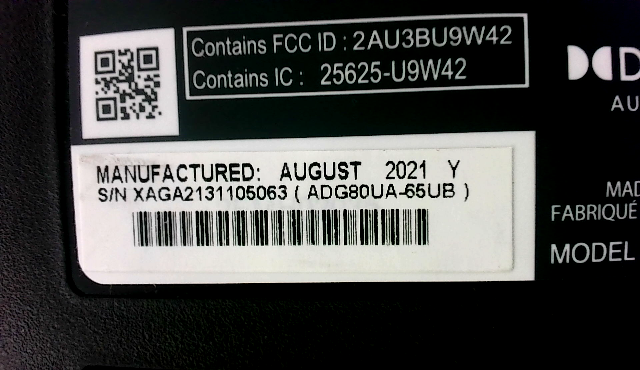 Contains FCC ID : 2AU3BU9W42
Contains IC : 25625-U9W42
AU
MANUFACTURED: AUGUST 2021 Y
S/N XAGA2131105063 ( ADG80UA-65UB )
MAD
FABRIQUÉ
MODEL